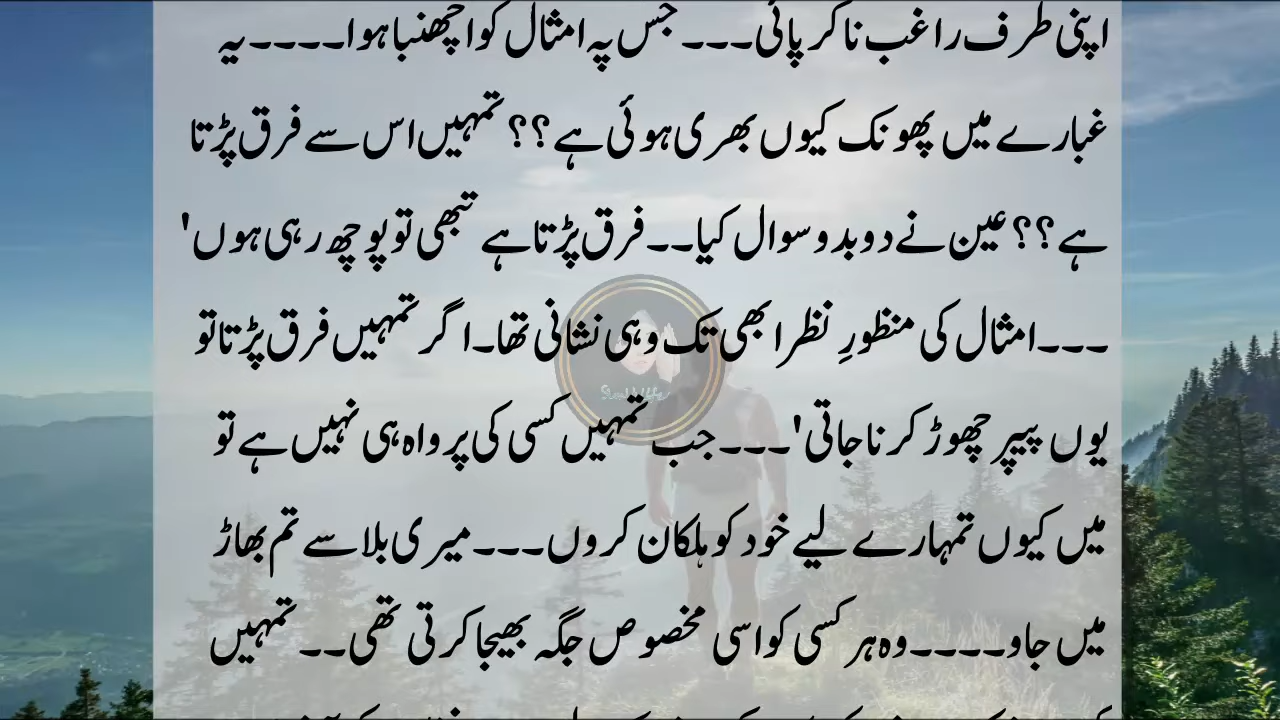 اپنی طرف راغب نا کر پائی۔۔۔ جس پہ امثال کو اچھنبا ہوا۔۔۔۔ یہ
غبارے میں پھونک کیوں بھری ہوئی ہے؟؟ تمہیں اس سے فرق پڑتا
ہے؟؟ عین نے دوبدو سوال کیا۔۔ فرق پڑتا ہے تبھی تو پوچھ رہی ہوں'
۔۔۔ امثال کی منظورِ نظر ابھی تک وہی نشانی تھا۔ اگر تمہیں فرق پڑتا تو
یوں پیپر چھوڑ کر نا جاتی'۔۔۔ جب تمہیں کسی کی پرواہ ہی نہیں ہے تو
میں کیوں تمہارے لیے خود کو ہلکان کروں۔۔۔ میری بلا سے تم بھاڑ
میں جاو۔۔۔۔ وہ ہر کسی کو اسی مخصوص جگہ بھیجا کرتی تھی۔۔ تمہیں